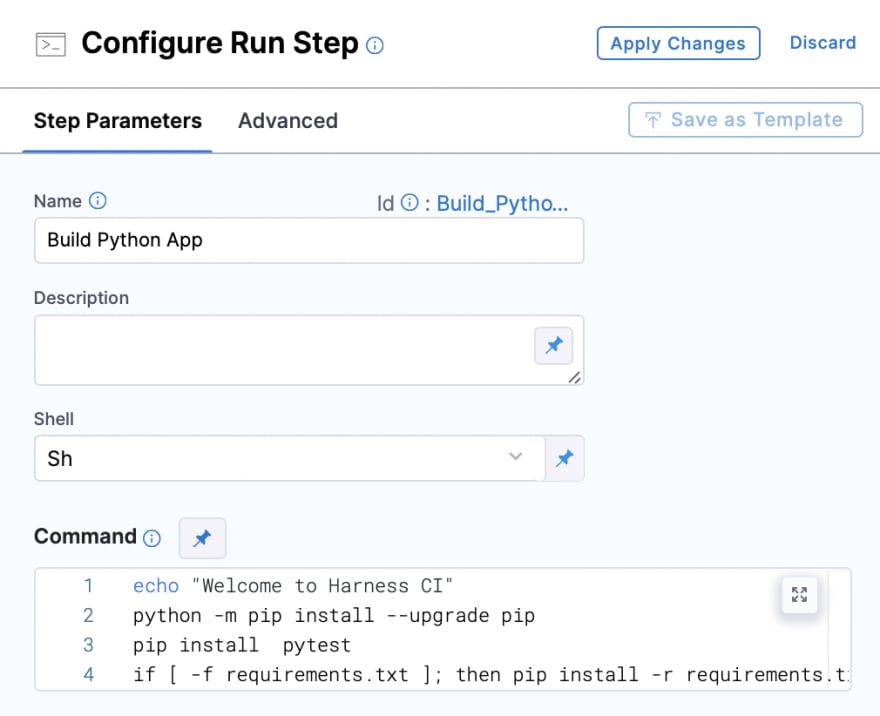 Configure Run Step
Apply Changes
Discard
Step Parameters
Advanced
Save as Template
Name
Id : Build_Pytho...
Build Python App
Description
Shell
Sh
Command
1 echo "Welcome to Harness CI"
2 python -m pip install --upgrade pip
3 pip install  pytest
4 if [ -f requirements.txt ]; then pip install -r requirements.t